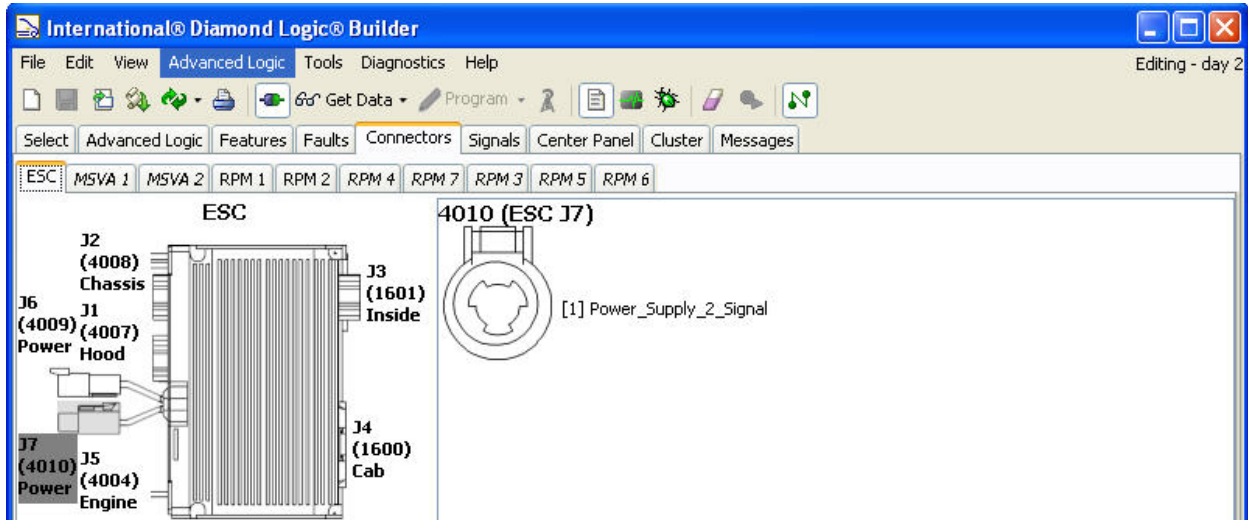 International® Diamond Logic® Builder
File Edit View Advanced Logic Tools Diagnostics Help Editing - day 2
Get Data Program
Select Advanced Logic Features Faults Connectors Signals Center Panel Cluster Messages
ESC MSVA 1 MSVA 2 RPM 1 RPM 2 RPM 4 RPM 7 RPM 3 RPM 5 RPM 6
ESC
J2
(4008)
Chassis
J6
(4009)
Power
J1
(4007)
Hood
J3
(1601)
Inside
J7
(4010)
Power
J5
(4004)
Engine
J4
(1600)
Cab
4010 (ESC J7)
[1] Power_Supply_2_Signal